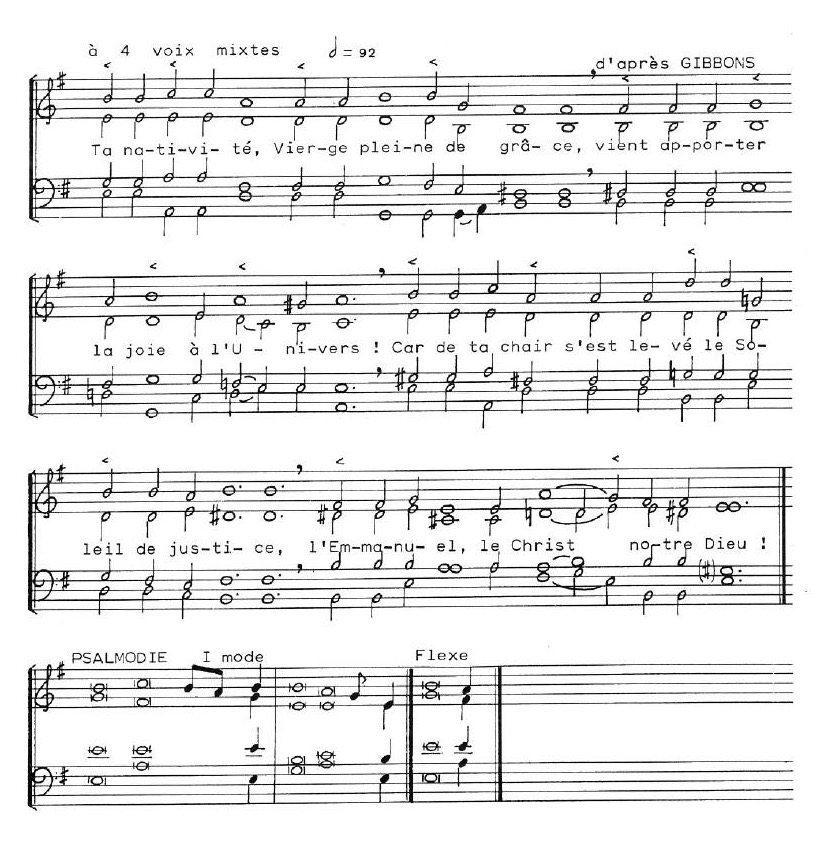 à 4 voix mixtes = 92
d'après GIBBONS
Ta na-ti-vi- té, Vier-ge plei-ne de grâ- ce, vient ap-por-ter
la joie à l'U - ni-vers ! Car de ta chair s'est le- vé le So-
leil de jus-ti- ce, l'Em-ma-nu- el, le Christ no-tre Dieu !
PSALMODIE I mode Flexe